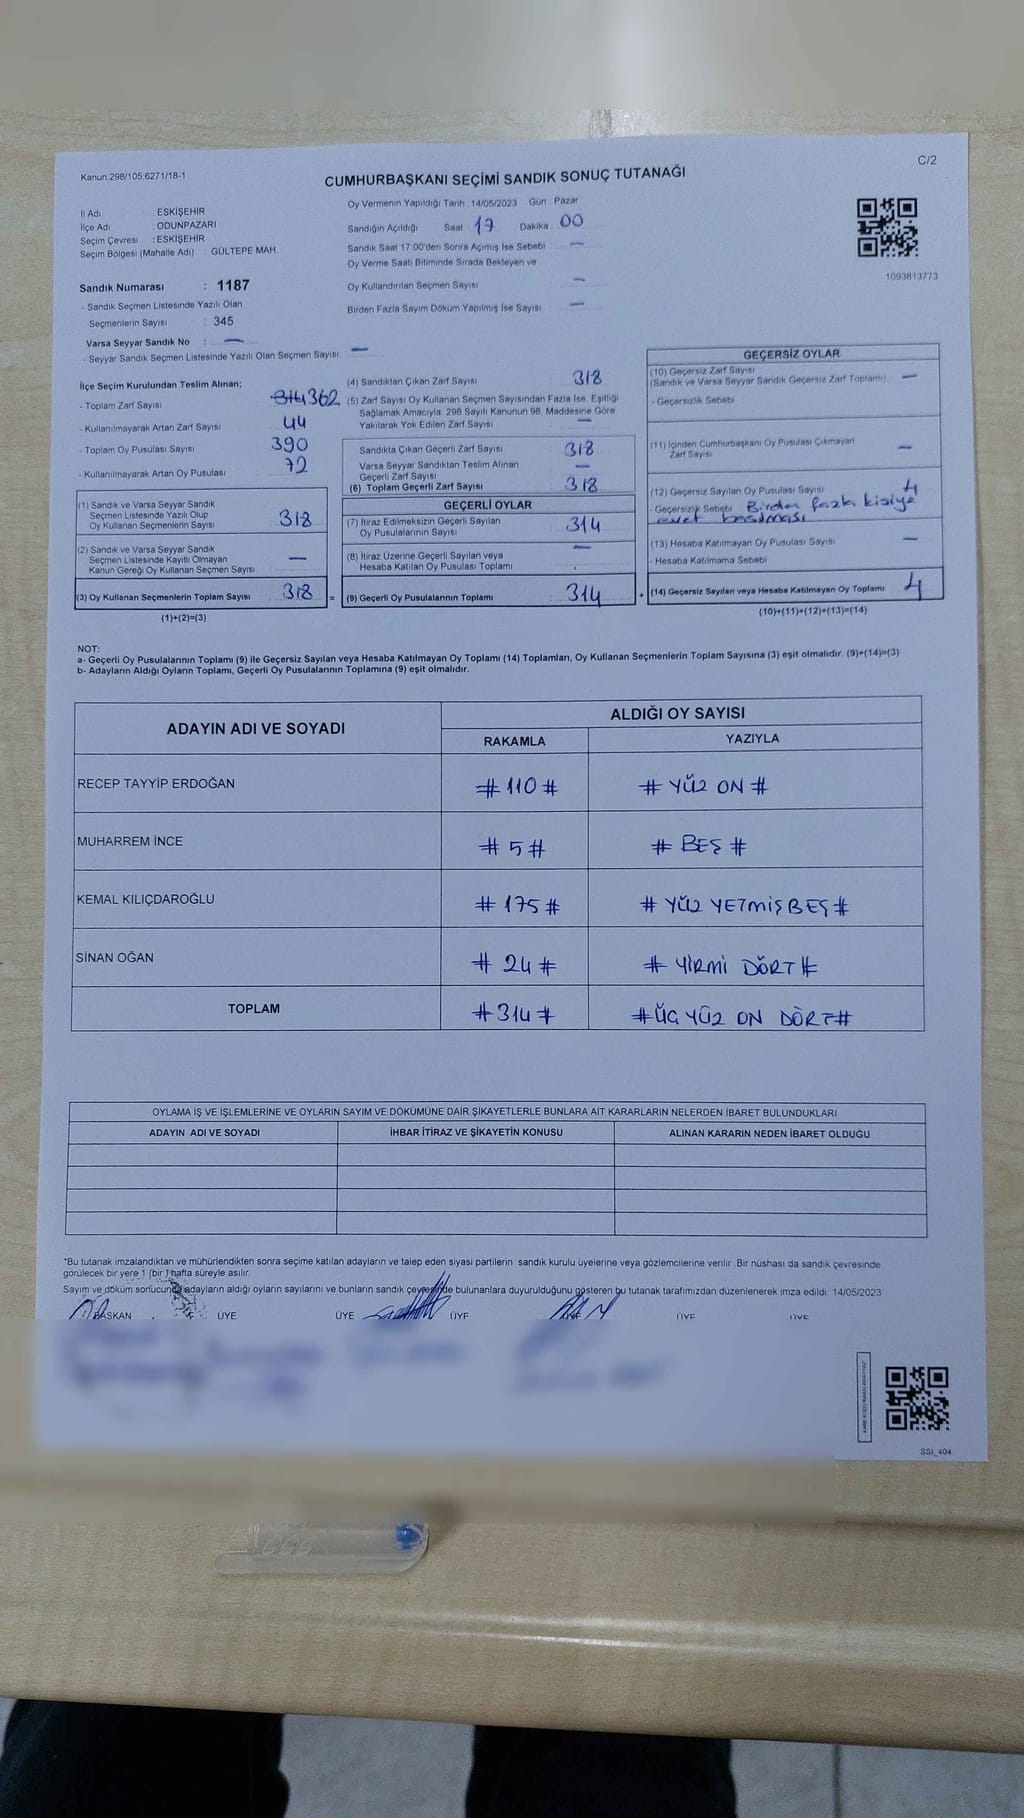 Kanun 298/105;6271/18-1
C/2
CUMHURBAŞKANI SEÇİMİ SANDIK SONUÇ TUTANAĞI
İl Adı : ESKİŞEHİR
İlçe Adı : ODUNPAZARI
Seçim Çevresi : ESKİŞEHİR
Seçim Bölgesi (Mahalle Adı) GÜLTEPE MAH.
Sandık Numarası : 1187
- Sandık Seçmen Listesinde Yazılı Olan
Seçmenlerin Sayısı : 345
Varsa Seyyar Sandık No : —
- Seyyar Sandık Seçmen Listesinde Yazılı Olan Seçmen Sayısı —
Oy Vermenin Yapıldığı Tarih :14/05/2023 Gün : Pazar
Sandığın Açıldığı Saat 17 Dakika 00
Sandık Saat 17.00'den Sonra Açılmış İse Sebebi —
Oy Verme Saati Bitiminde Sırada Bekleyen ve
Oy Kullandırılan Seçmen Sayısı —
Birden Fazla Sayım Döküm Yapılmış İse Sayısı : —
1093813773
İlçe Seçim Kurulundan Teslim Alınan;
- Toplam Zarf Sayısı 362
- Kullanılmayarak Artan Zarf Sayısı 44
- Toplam Oy Pusulası Sayısı 390
- Kullanılmayarak Artan Oy Pusulası 72
(1) Sandık ve Varsa Seyyar Sandık
Seçmen Listesinde Yazılı Olup
Oy Kullanan Seçmenlerin Sayısı 318
(2) Sandık ve Varsa Seyyar Sandık
Seçmen Listesinde Kayıtlı Olmayan
Kanun Gereği Oy Kullanan Seçmen Sayısı —
(3) Oy Kullanan Seçmenlerin Toplam Sayısı 318 =
(1)+(2)=(3)
(4) Sandıktan Çıkan Zarf Sayısı 318
(5) Zarf Sayısı Oy Kullanan Seçmen Sayısından Fazla İse, Eşitliği
Sağlamak Amacıyla, 298 Sayılı Kanunun 98. Maddesine Göre
Yakılarak Yok Edilen Zarf Sayısı —
Sandıkta Çıkan Geçerli Zarf Sayısı 318
Varsa Seyyar Sandıktan Teslim Alınan
Geçerli Zarf Sayısı —
(6) Toplam Geçerli Zarf Sayısı 318
GEÇERLİ OYLAR
(7) İtiraz Edilmeksizin Geçerli Sayılan
Oy Pusulalarının Sayısı 314
(8) İtiraz Üzerine Geçerli Sayılan veya
Hesaba Katılan Oy Pusulası Toplamı —
(9) Geçerli Oy Pusulalarının Toplamı 314 +
GEÇERSİZ OYLAR
(10) Geçersiz Zarf Sayısı
(Sandık ve Varsa Seyyar Sandık Geçersiz Zarf Toplamı) —
- Geçersizlik Sebebi
(11) İçinden Cumhurbaşkanı Oy Pusulası Çıkmayan
Zarf Sayısı —
(12) Geçersiz Sayılan Oy Pusulası Sayısı 4
- Geçersizlik Sebebi Birden fazla kişiye
evet basılması
(13) Hesaba Katılmayan Oy Pusulası Sayısı —
- Hesaba Katılmama Sebebi
(14) Geçersiz Sayılan veya Hesaba Katılmayan Oy Toplamı 4
(10)+(11)+(12)+(13)=(14)
NOT:
a- Geçerli Oy Pusulalarının Toplamı (9) ile Geçersiz Sayılan veya Hesaba Katılmayan Oy Toplamı (14) Toplamları, Oy Kullanan Seçmenlerin Toplam Sayısına (3) eşit olmalıdır. (9)+(14)=(3)
b- Adayların Aldığı Oyların Toplamı, Geçerli Oy Pusulalarının Toplamına (9) eşit olmalıdır.
ADAYIN ADI VE SOYADI ALDIĞI OY SAYISI
RAKAMLA YAZIYLA
RECEP TAYYİP ERDOĞAN #110# #YÜZ ON#
MUHARREM İNCE #5# #BEŞ#
KEMAL KILIÇDAROĞLU #175# #YÜZ YETMİŞ BEŞ#
SİNAN OĞAN #24# #YİRMİ DÖRT#
TOPLAM #314# #ÜÇ YÜZ ON DÖRT#
OYLAMA İŞ VE İŞLEMLERİNE VE OYLARIN SAYIM VE DÖKÜMÜNE DAİR ŞİKAYETLERLE BUNLARA AİT KARARLARIN NELERDEN İBARET BULUNDUKLARI
ADAYIN ADI VE SOYADI İHBAR İTİRAZ VE ŞİKAYETİN KONUSU ALINAN KARARIN NEDEN İBARET OLDUĞU
*Bu tutanak imzalandıktan ve mühürlendikten sonra seçime katılan adayların ve talep eden siyasi partilerin sandık kurulu üyelerine veya gözlemcilerine verilir. Bir nüshası da sandık çevresinde
görülecek bir yere 1 (bir ) hafta süreyle asılır.
Sayım ve döküm sonucunda adayların aldığı oyların sayılarını ve bunların sandık çevresinde bulunanlara duyurulduğunu gösteren bu tutanak tarafımızdan düzenlenerek imza edildi. 14/05/2023
BAŞKAN ÜYE ÜYE ÜYE ÜYE ÜYE ÜYE
SSI_404